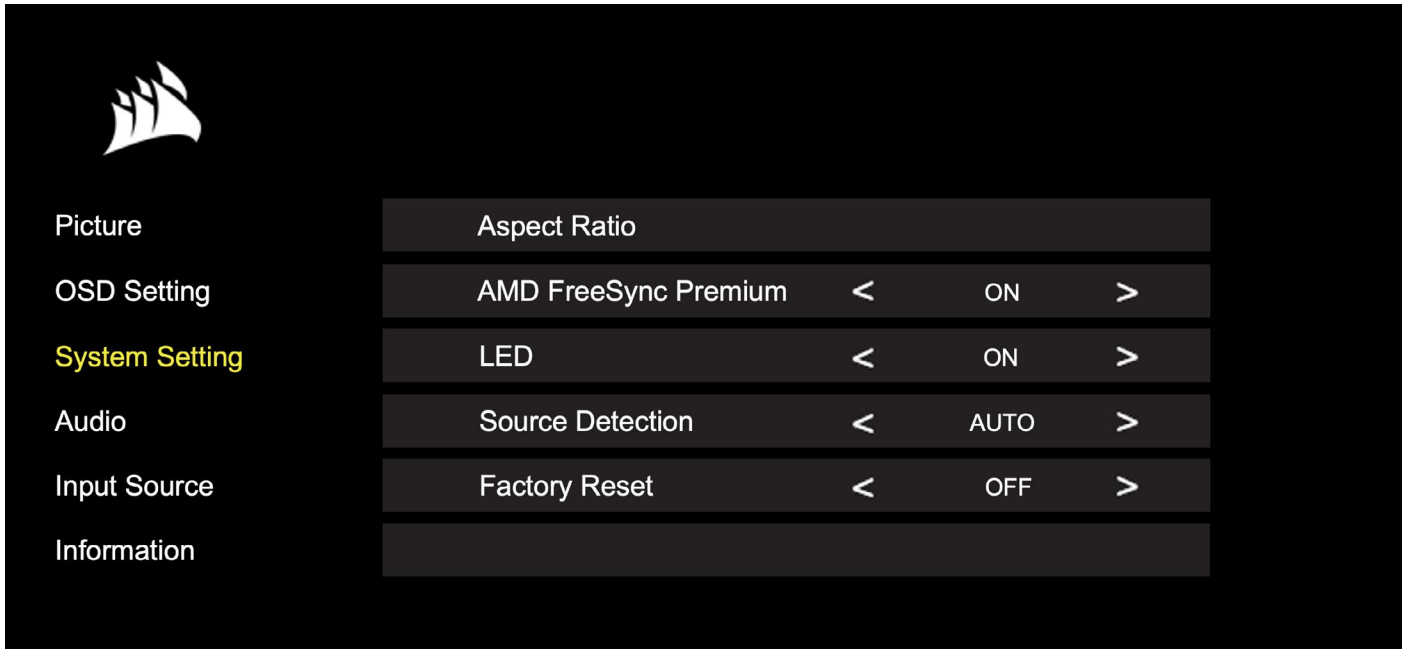 Picture Aspect Ratio
OSD Setting AMD FreeSync Premium < ON >
System Setting LED < ON >
Audio Source Detection < AUTO >
Input Source Factory Reset < OFF >
Information